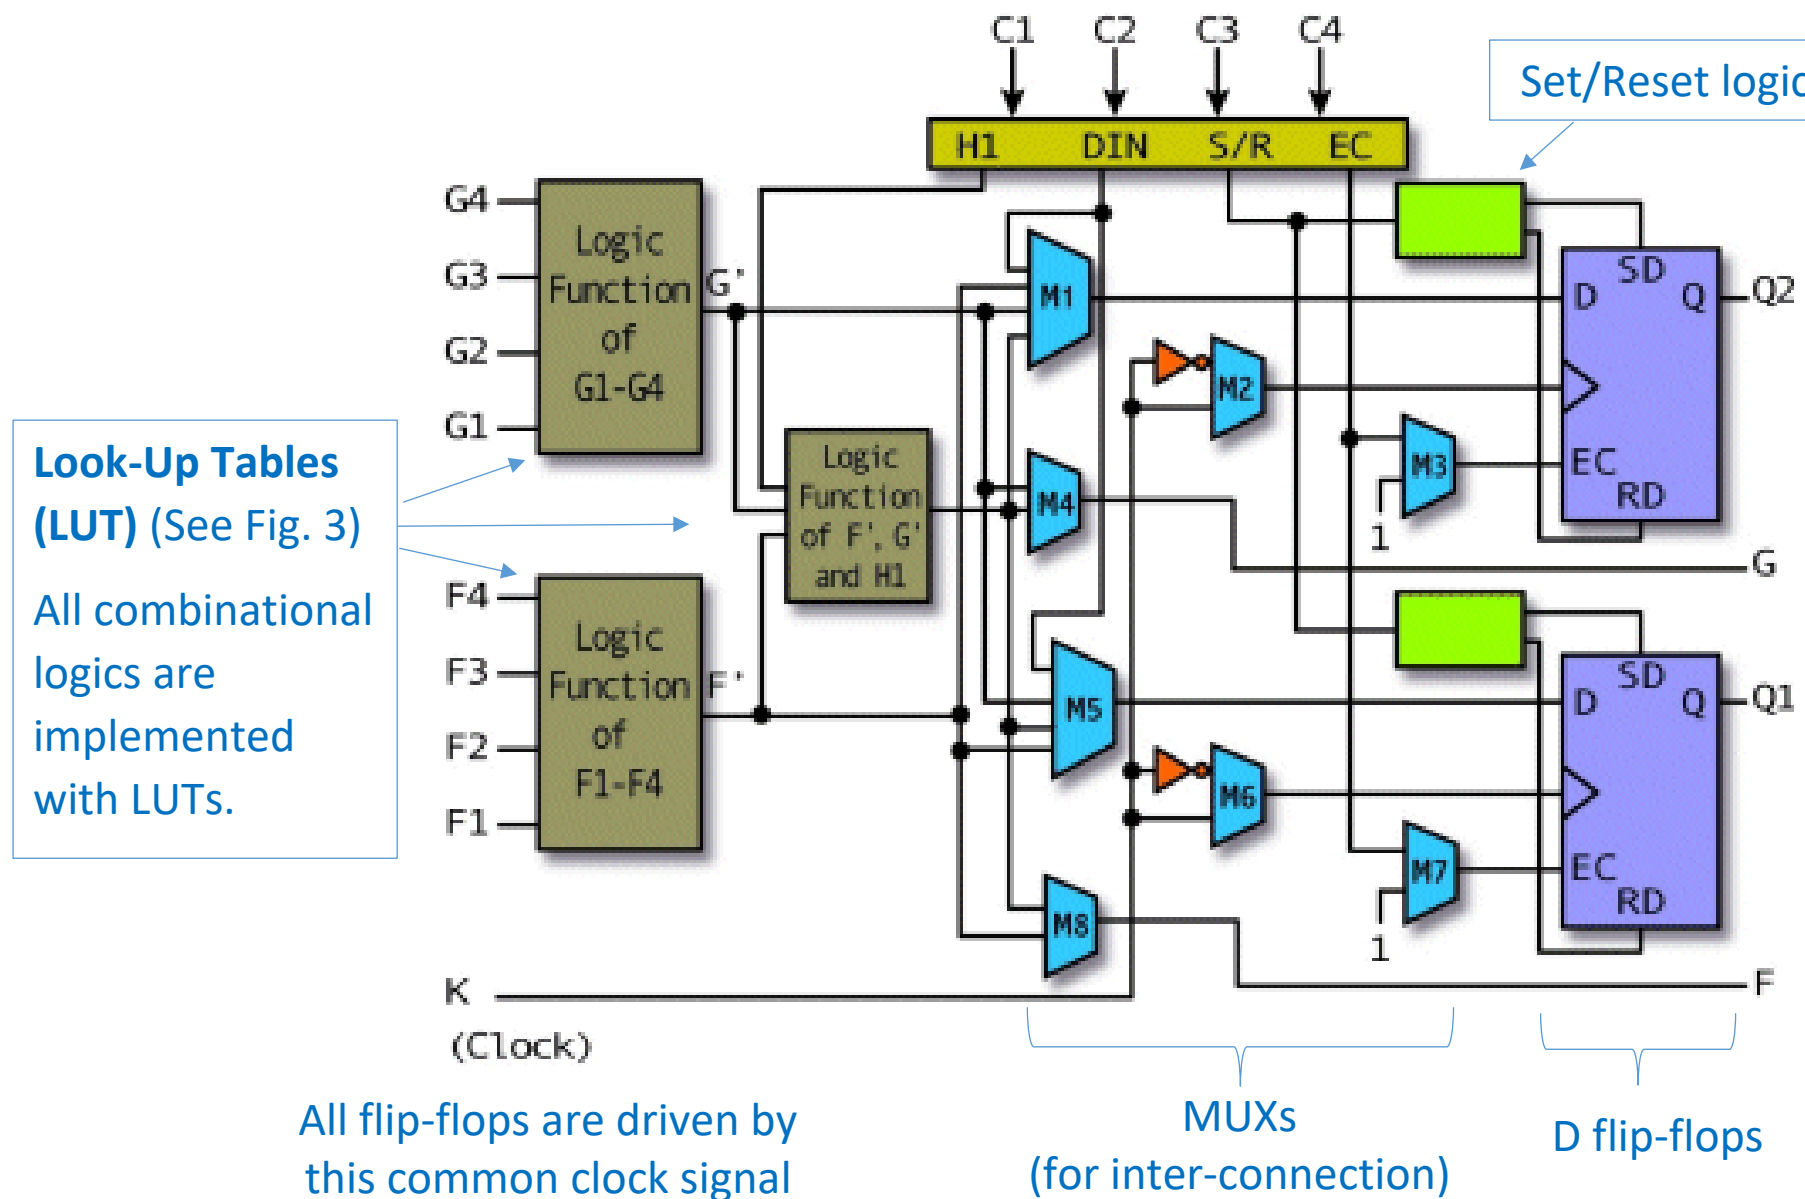 C1 C2 C3 C4
Set/Reset logic
H1 DIN S/R EC
G4
G3
G2
G1
Logic
Function
of
G1-G4
G'
M1
M2
M3
1
SD
D Q
EC
RD
Q2
Look-Up Tables
(LUT) (See Fig. 3)
All combinational
logics are
implemented
with LUTs.
Logic
Function
of F', G'
and H1
M4
G
F4
F3
F2
F1
Logic
Function
of
F1-F4
F'
M5
M6
M7
1
SD
D Q
EC
RD
Q1
M8
F
K
(Clock)
All flip-flops are driven by
this common clock signal
MUXs
(for inter-connection)
D flip-flops